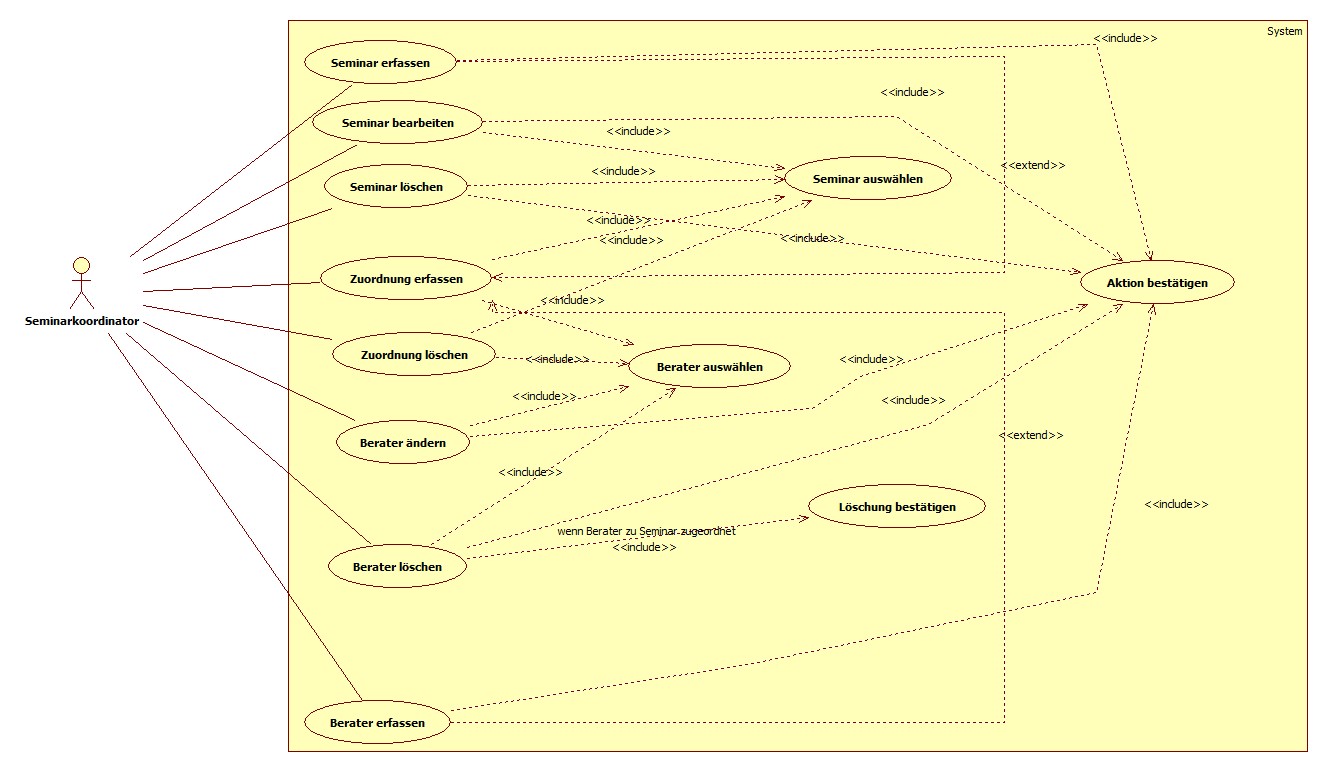 System
<<include>>
Seminar erfassen
<<include>>
Seminar bearbeiten
<<include>>
<<extend>>
<<include>>
Seminar auswählen
Seminar löschen
<<include>>
<<include>>
<<include>>
Zuordnung erfassen
Aktion bestätigen
<<include>>
Seminarkoordinator
Zuordnung löschen
<<include>>
<<include>>
Berater auswählen
<<include>>
<<include>>
<<extend>>
Berater ändern
<<include>>
<<include>>
Löschung bestätigen
wenn Berater zu Seminar zugeordnet
<<include>>
Berater löschen
Berater erfassen